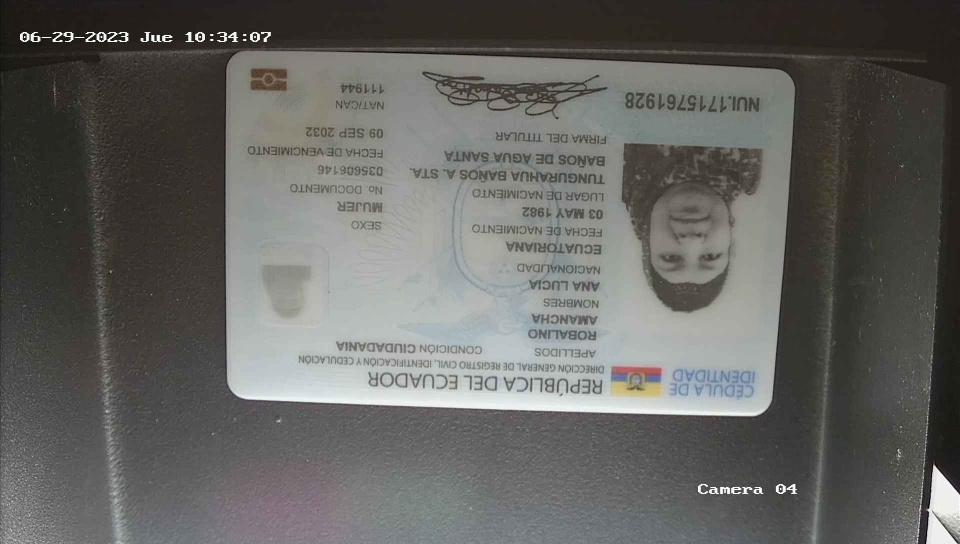 06-29-2023 Jue 10:34:07
CÉDULA DE
IDENTIDAD
REPÚBLICA DEL ECUADOR
DIRECCIÓN GENERAL DE REGISTRO CIVIL, IDENTIFICACIÓN Y CEDULACIÓN
APELLIDOS
CONDICIÓN CIUDADANIA
ROBALINO
AMANCHA
NOMBRES
ANA LUCIA
NACIONALIDAD
ECUATORIANA
FECHA DE NACIMIENTO
03 MAY 1982
LUGAR DE NACIMIENTO
TUNGURAHUA BAÑOS A. STA.
BAÑOS DE AGUA SANTA
FIRMA DEL TITULAR
SEXO
MUJER
No. DOCUMENTO
035606146
FECHA DE VENCIMIENTO
09 SEP 2032
NAT/CAN
111944
NUI.1715761928
Camera 04